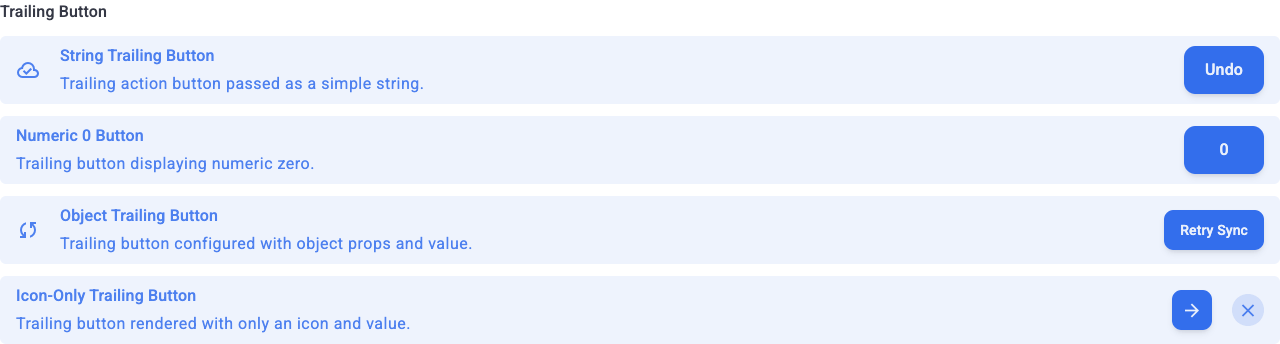 Trailing Button
String Trailing Button
Trailing action button passed as a simple string.
Undo
Numeric 0 Button
Trailing button displaying numeric zero.
0
Object Trailing Button
Trailing button configured with object props and value.
Retry Sync
Icon-Only Trailing Button
Trailing button rendered with only an icon and value.